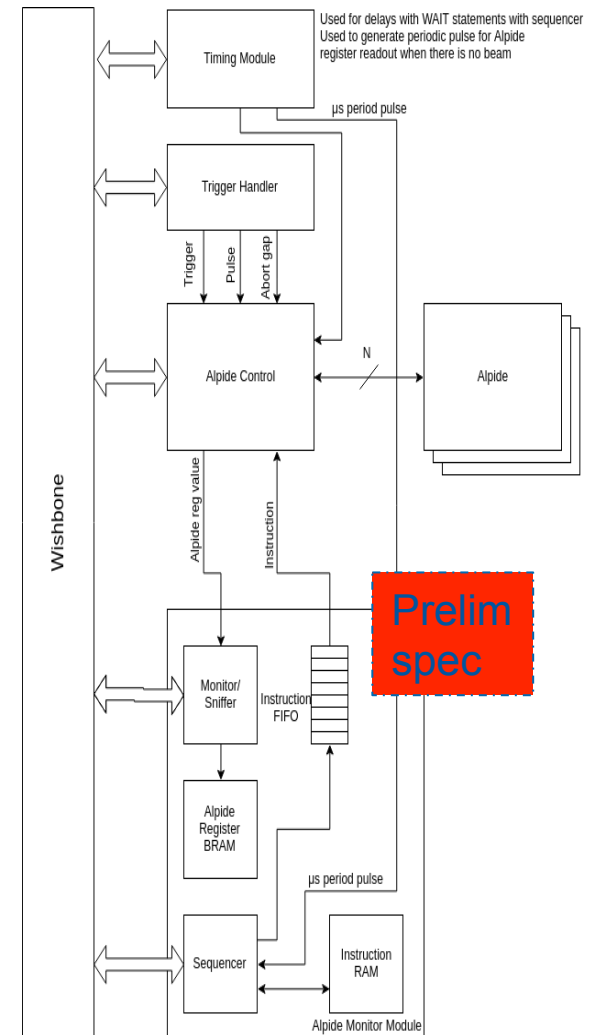 Used for delays with WAIT statements with sequencer
Used to generate periodic pulse for Alpide
register readout when there is no beam
Timing Module
µs period pulse
Trigger Handler
Trigger
Pulse
Abort gap
Alpide Control
N
Alpide
Wishbone
Alpide reg value
Instruction
Prelim
spec
Monitor/
Sniffer
Instruction
FIFO
Alpide
Register
BRAM
µs period pulse
Sequencer
Instruction
RAM
Alpide Monitor Module